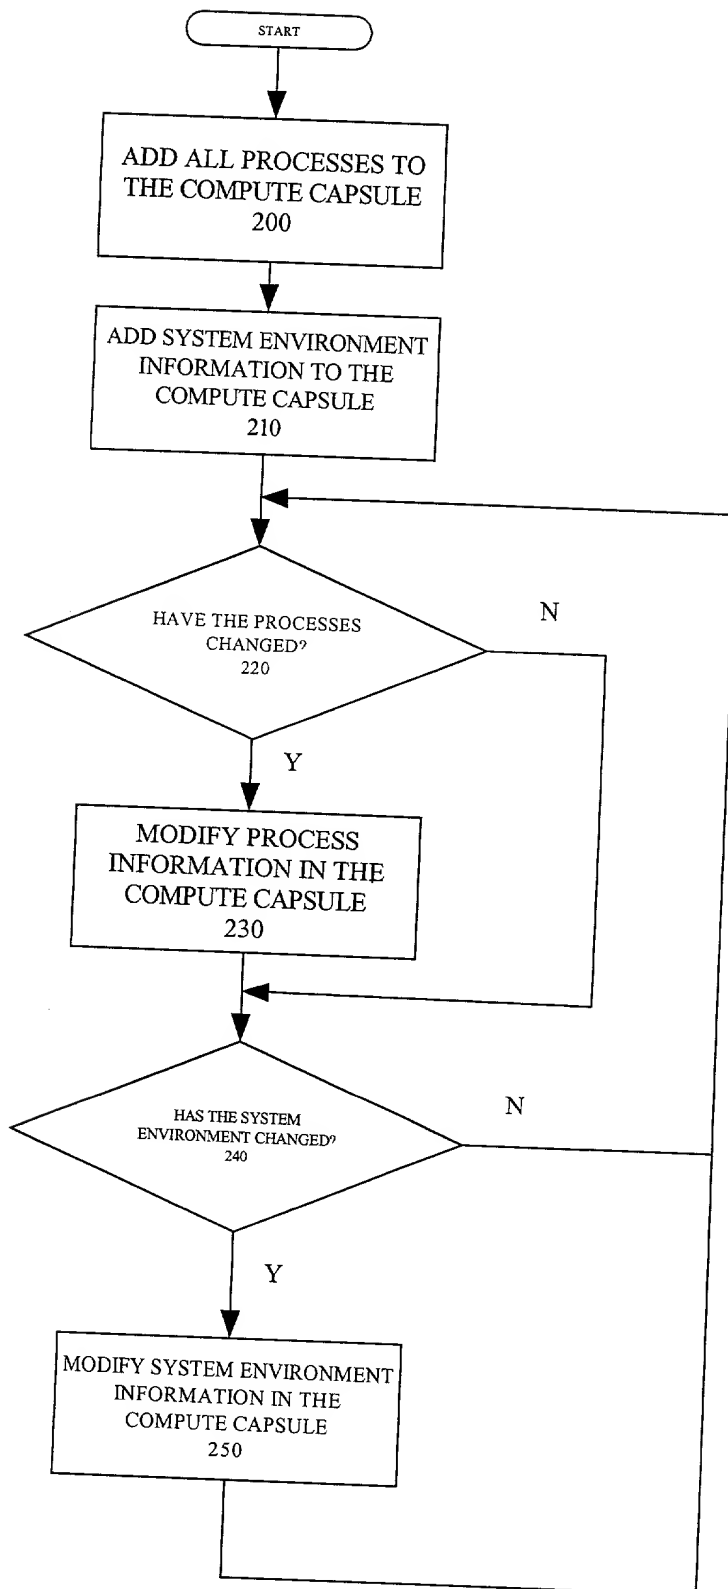 START
ADD ALL PROCESSES TO
THE COMPUTE CAPSULE
200
ADD SYSTEM ENVIRONMENT
INFORMATION TO THE
COMPUTE CAPSULE
210
HAVE THE PROCESSES
CHANGED?
220
N
Y
MODIFY PROCESS
INFORMATION IN THE
COMPUTE CAPSULE
230
HAS THE SYSTEM
ENVIRONMENT CHANGED?
240
N
Y
MODIFY SYSTEM ENVIRONMENT
INFORMATION IN THE
COMPUTE CAPSULE
250